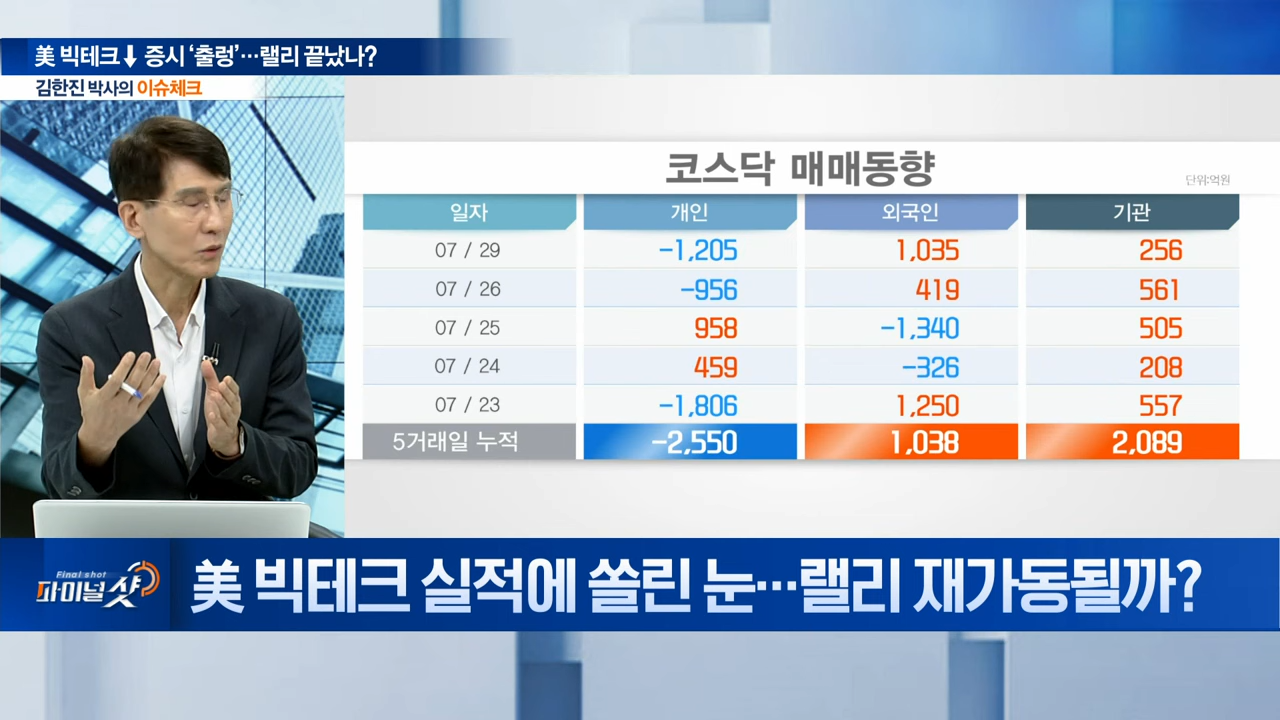 美 빅테크⬇ 증시 ‘출렁’…랠리 끝났나?
김한진 박사의 이슈체크
코스닥 매매동향
단위:억원
일자 개인 외국인 기관
07 / 29 -1,205 1,035 256
07 / 26 -956 419 561
07 / 25 958 -1,340 505
07 / 24 459 -326 208
07 / 23 -1,806 1,250 557
5거래일 누적 -2,550 1,038 2,089
Final shot
파이널샷
美 빅테크 실적에 쏠린 눈…랠리 재가동될까?